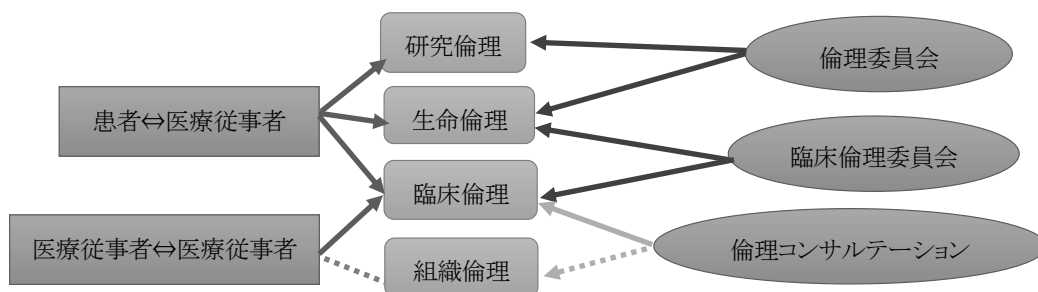 研究倫理
倫理委員会
患者⇔医療従事者
生命倫理
臨床倫理委員会
臨床倫理
医療従事者⇔医療従事者
倫理コンサルテーション
組織倫理